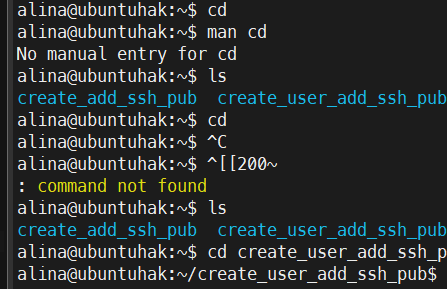 alina@ubuntuhak:~$ cd
alina@ubuntuhak:~$ man cd
No manual entry for cd
alina@ubuntuhak:~$ ls
create_add_ssh_pub  create_user_add_ssh_pub
alina@ubuntuhak:~$ cd
alina@ubuntuhak:~$ ^C
alina@ubuntuhak:~$ ^[[200~
: command not found
alina@ubuntuhak:~$ ls
create_add_ssh_pub  create_user_add_ssh_pub
alina@ubuntuhak:~$ cd create_user_add_ssh_p
alina@ubuntuhak:~/create_user_add_ssh_pub$